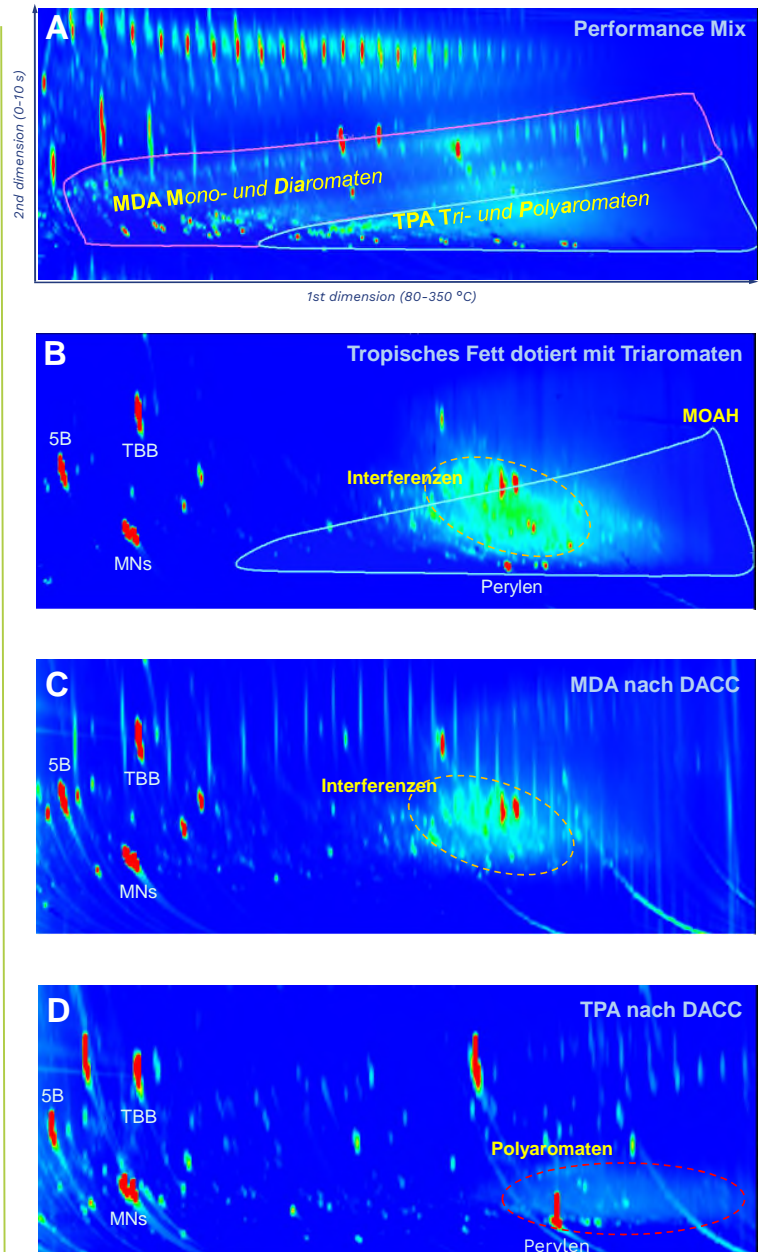 A
Performance Mix
2nd dimension (0-10 s)
MDA Mono- und Diaromaten
TPA Tri- und Polyaromaten
1st dimension (80-350 °C)
B
Tropisches Fett dotiert mit Triaromaten
MOAH
5B
TBB
Interferenzen
MNs
Perylen
C
MDA nach DACC
5B
TBB
Interferenzen
MNs
D
TPA nach DACC
5B
TBB
Polyaromaten
MNs
Perylen